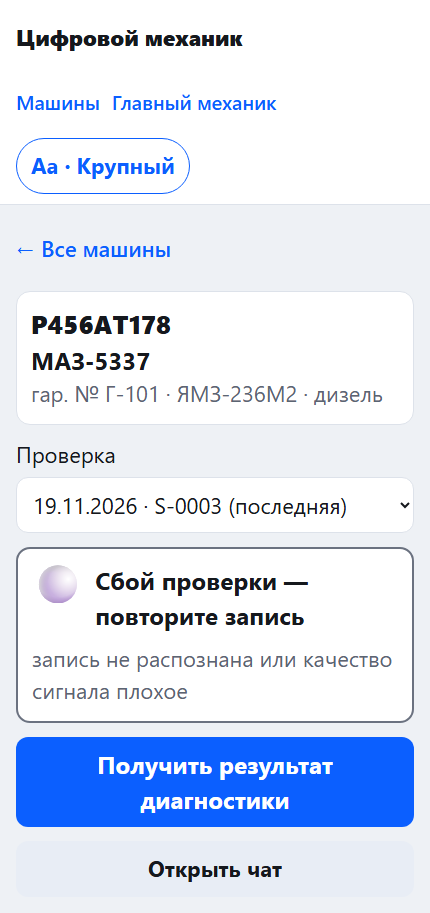 Цифровой механик
Машины Главный механик
Аа · Крупный
← Все машины
Р456АТ178
МАЗ-5337
гар. № Г-101 · ЯМЗ-236М2 · дизель
Проверка
19.11.2026 · S-0003 (последняя)
Сбой проверки —
повторите запись
запись не распознана или качество
сигнала плохое
Получить результат
диагностики
Открыть чат